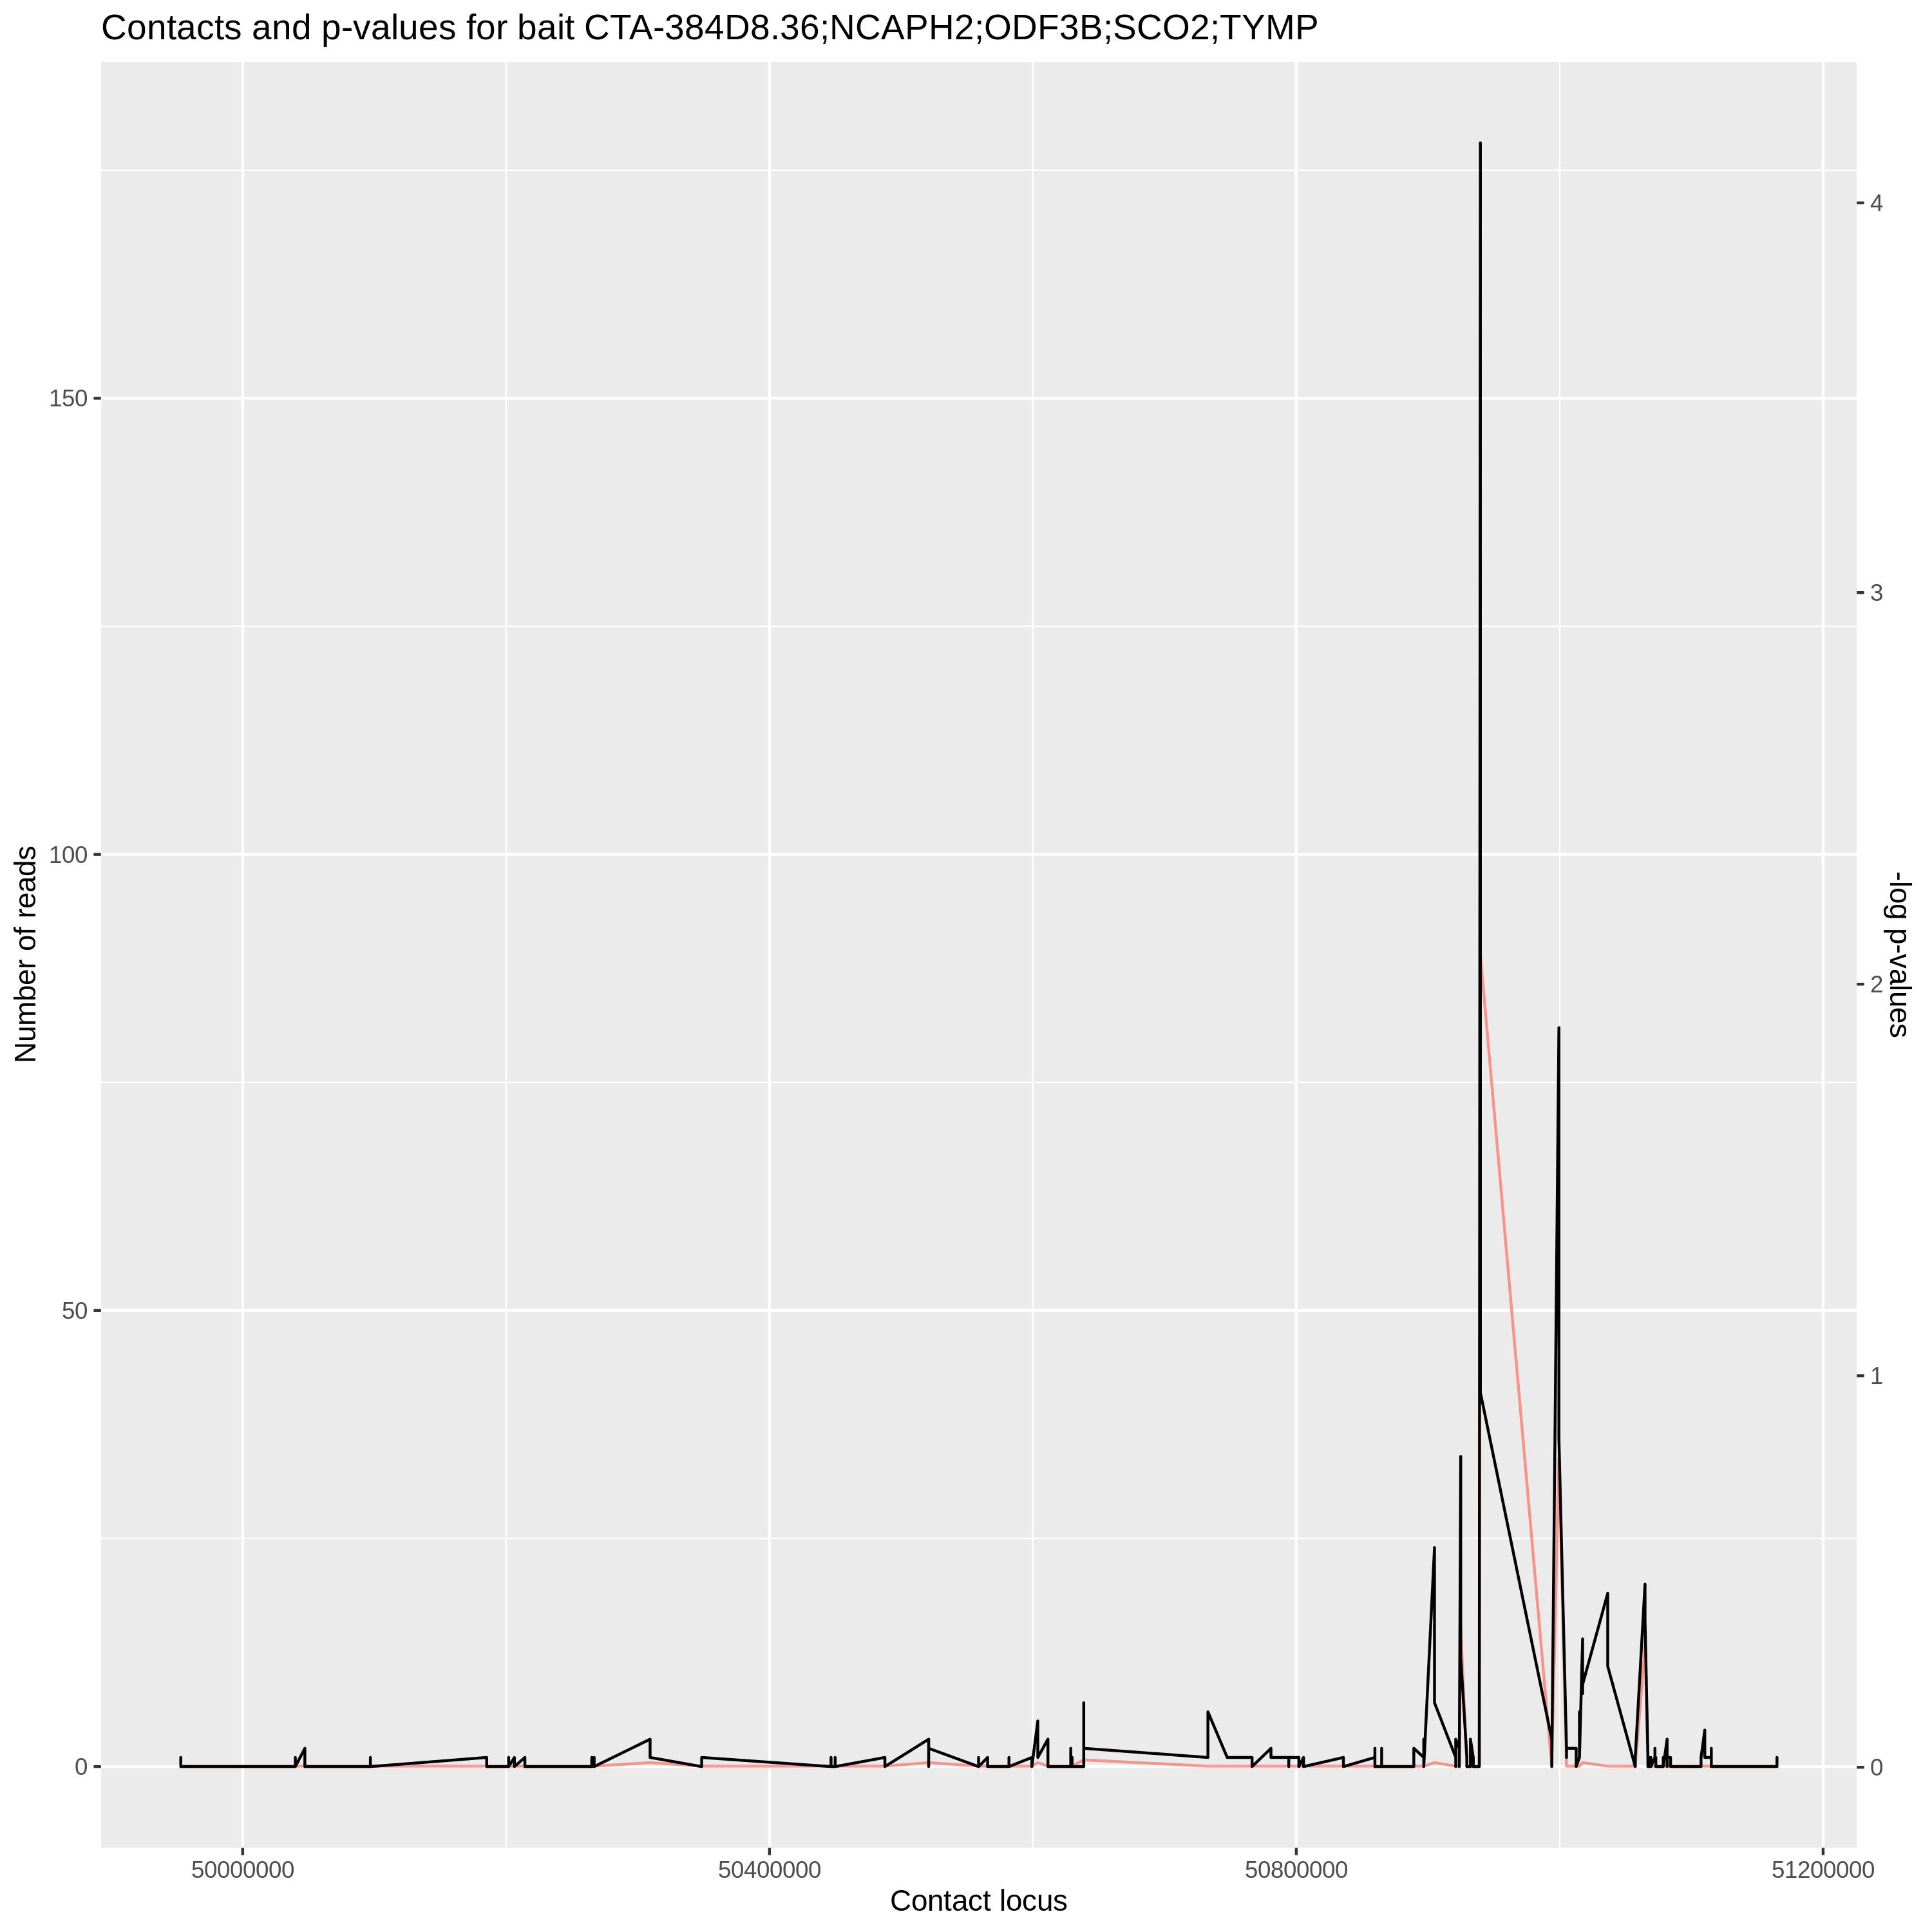 Contacts and p-values for bait CTA-384D8.36;NCAPH2;ODF3B;SCO2;TYMP
Number of reads
150
100
50
0
4
3
2
1
0
-log p-values
50000000 50400000 50800000 51200000
Contact locus